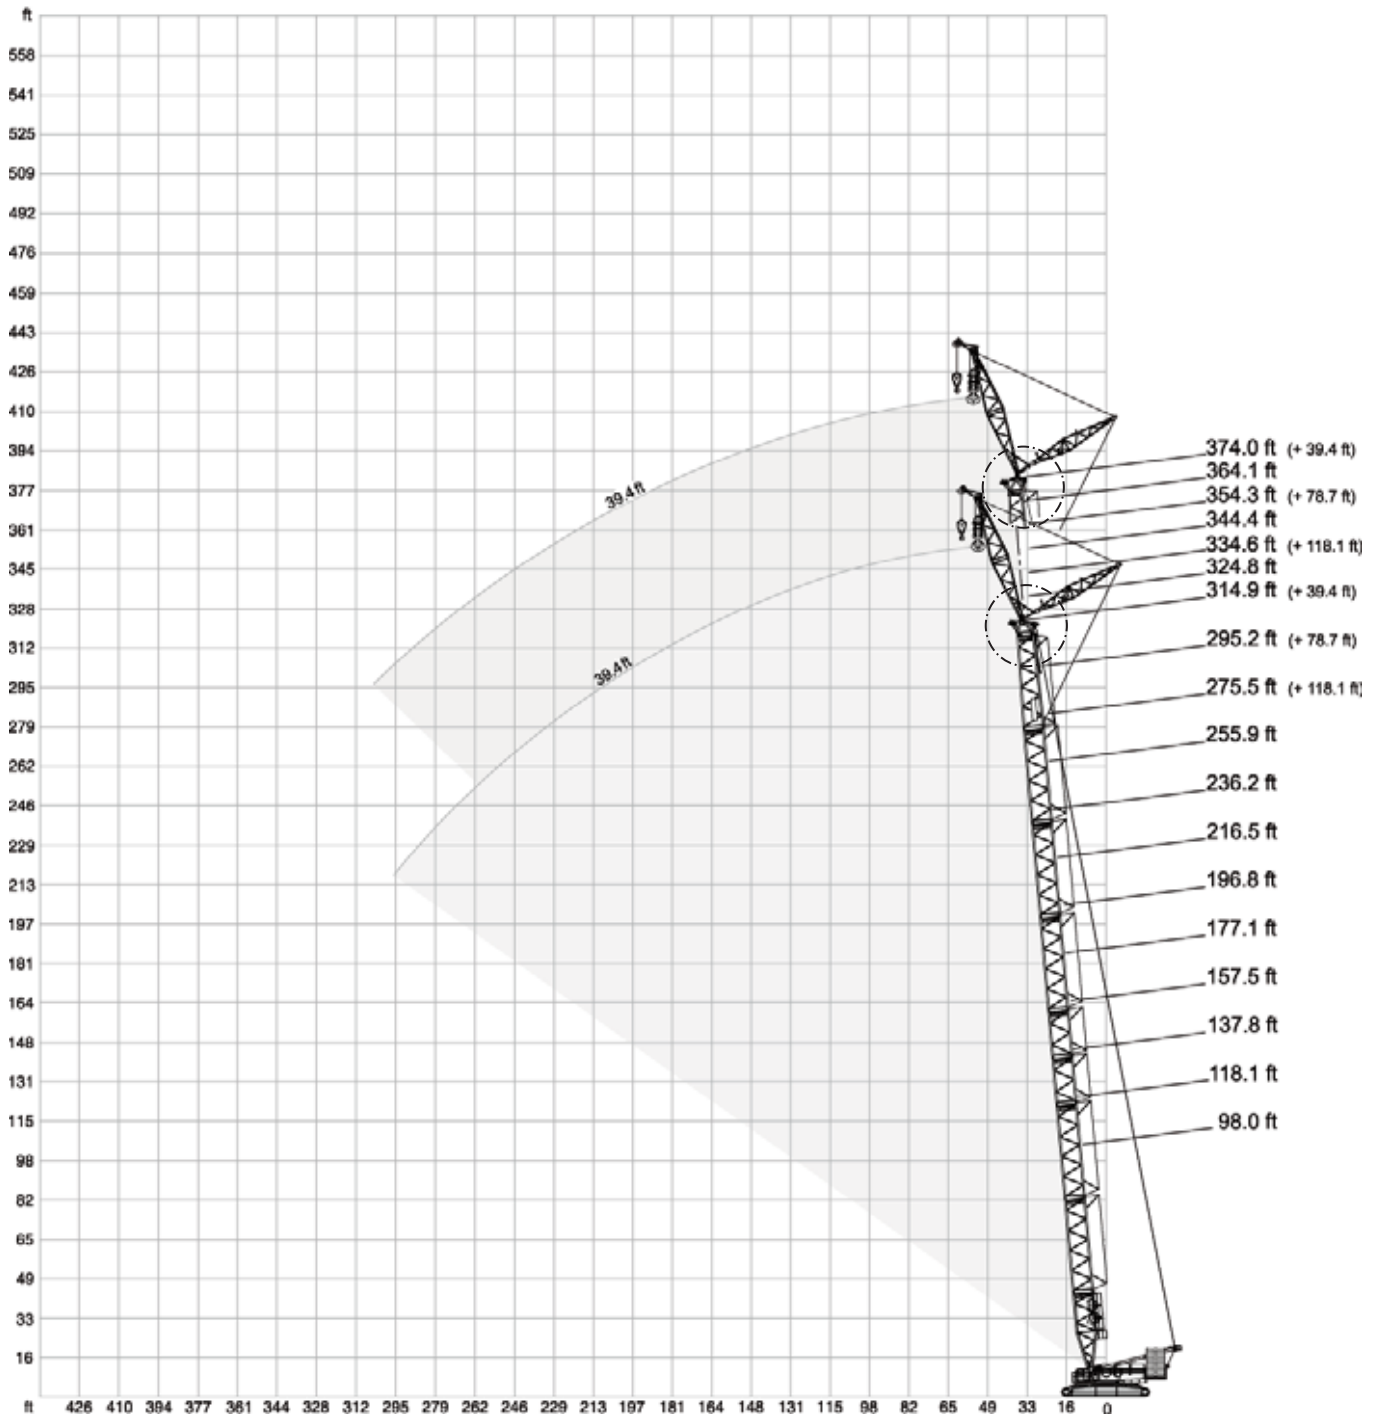 ft
558
541
525
509
492
476
459
443
426
410
394
377
361
345
328
312
295
279
262
246
229
213
197
181
164
148
131
115
98
82
65
49
33
16
39.4 ft
39.4 ft
374.0 ft (+ 39.4 ft)
364.1 ft
354.3 ft (+ 78.7 ft)
344.4 ft
334.6 ft (+ 118.1 ft)
324.8 ft
314.9 ft (+ 39.4 ft)
295.2 ft (+ 78.7 ft)
275.5 ft (+ 118.1 ft)
255.9 ft
236.2 ft
216.5 ft
196.8 ft
177.1 ft
157.5 ft
137.8 ft
118.1 ft
98.0 ft
ft 426 410 394 377 361 344 328 312 295 279 262 246 229 213 197 181 164 148 131 115 98 82 65 49 33 16 0